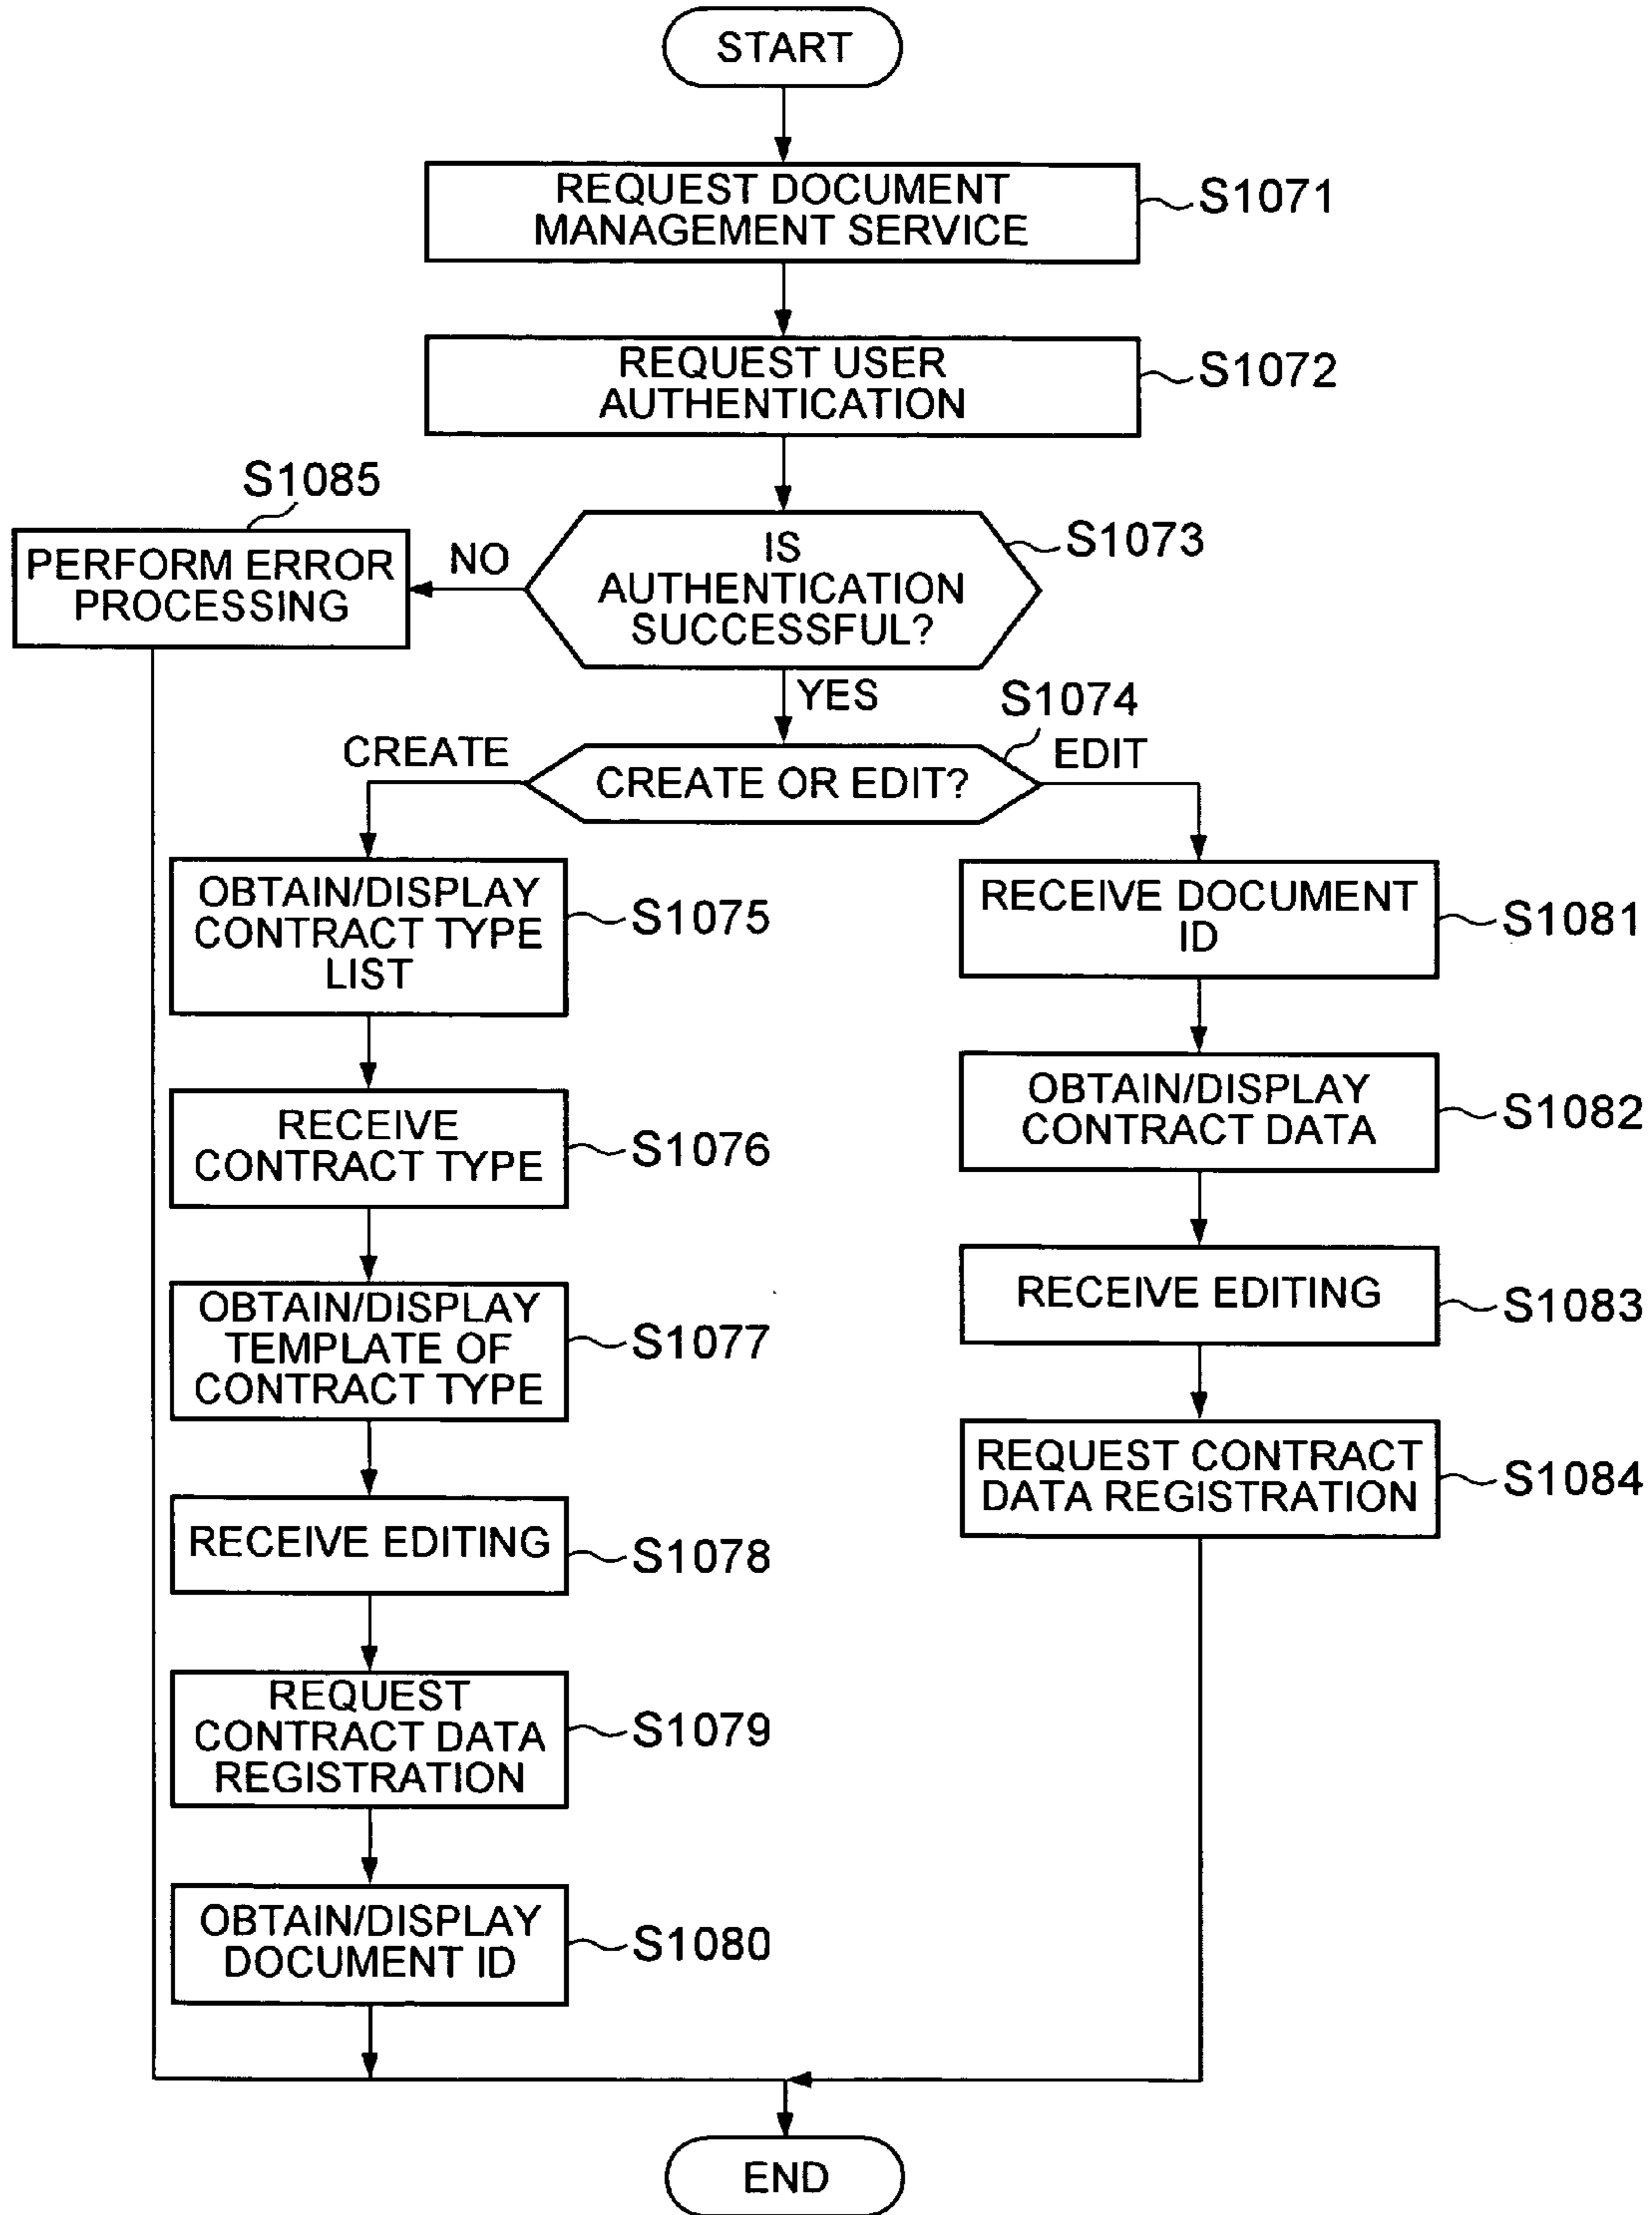 START
REQUEST DOCUMENT
MANAGEMENT SERVICE
S1071
REQUEST USER
AUTHENTICATION
S1072
S1085
PERFORM ERROR
PROCESSING
NO
IS
AUTHENTICATION
SUCCESSFUL?
S1073
YES
S1074
CREATE
CREATE OR EDIT?
EDIT
OBTAIN/DISPLAY
CONTRACT TYPE
LIST
S1075
RECEIVE
CONTRACT TYPE
S1076
OBTAIN/DISPLAY
TEMPLATE OF
CONTRACT TYPE
S1077
RECEIVE EDITING
S1078
REQUEST
CONTRACT DATA
REGISTRATION
S1079
OBTAIN/DISPLAY
DOCUMENT ID
S1080
RECEIVE DOCUMENT
ID
S1081
OBTAIN/DISPLAY
CONTRACT DATA
S1082
RECEIVE EDITING
S1083
REQUEST CONTRACT
DATA REGISTRATION
S1084
END